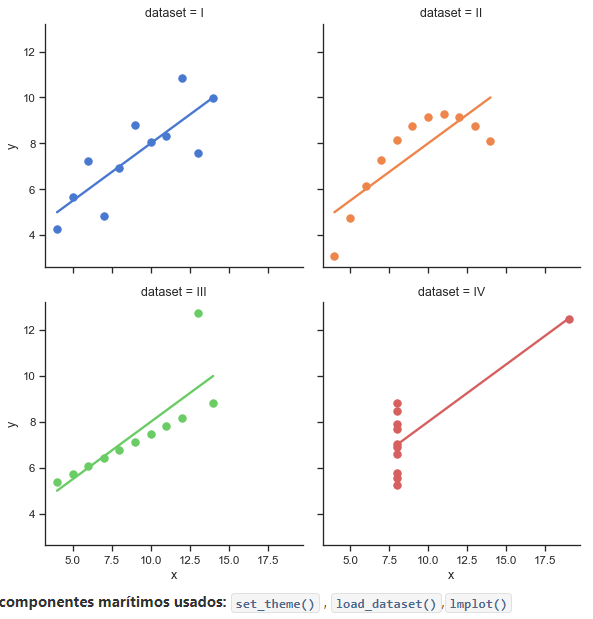 dataset = I
dataset = II
12
10
8
6
4
y
dataset = III
dataset = IV
12
10
8
6
4
y
5.0 7.5 10.0 12.5 15.0 17.5
x
5.0 7.5 10.0 12.5 15.0 17.5
x
componentes marítimos usados: set_theme() , load_dataset(), lmplot()